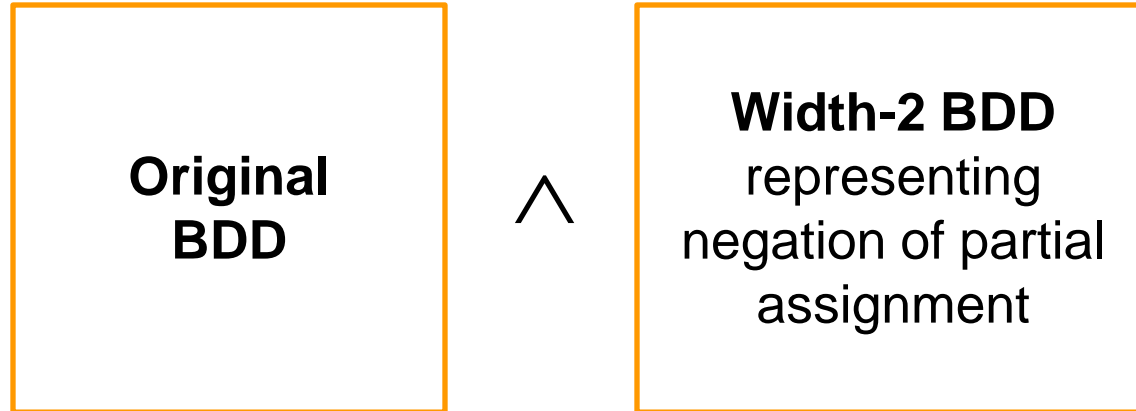 Original
BDD
∧
Width-2 BDD
representing
negation of partial
assignment